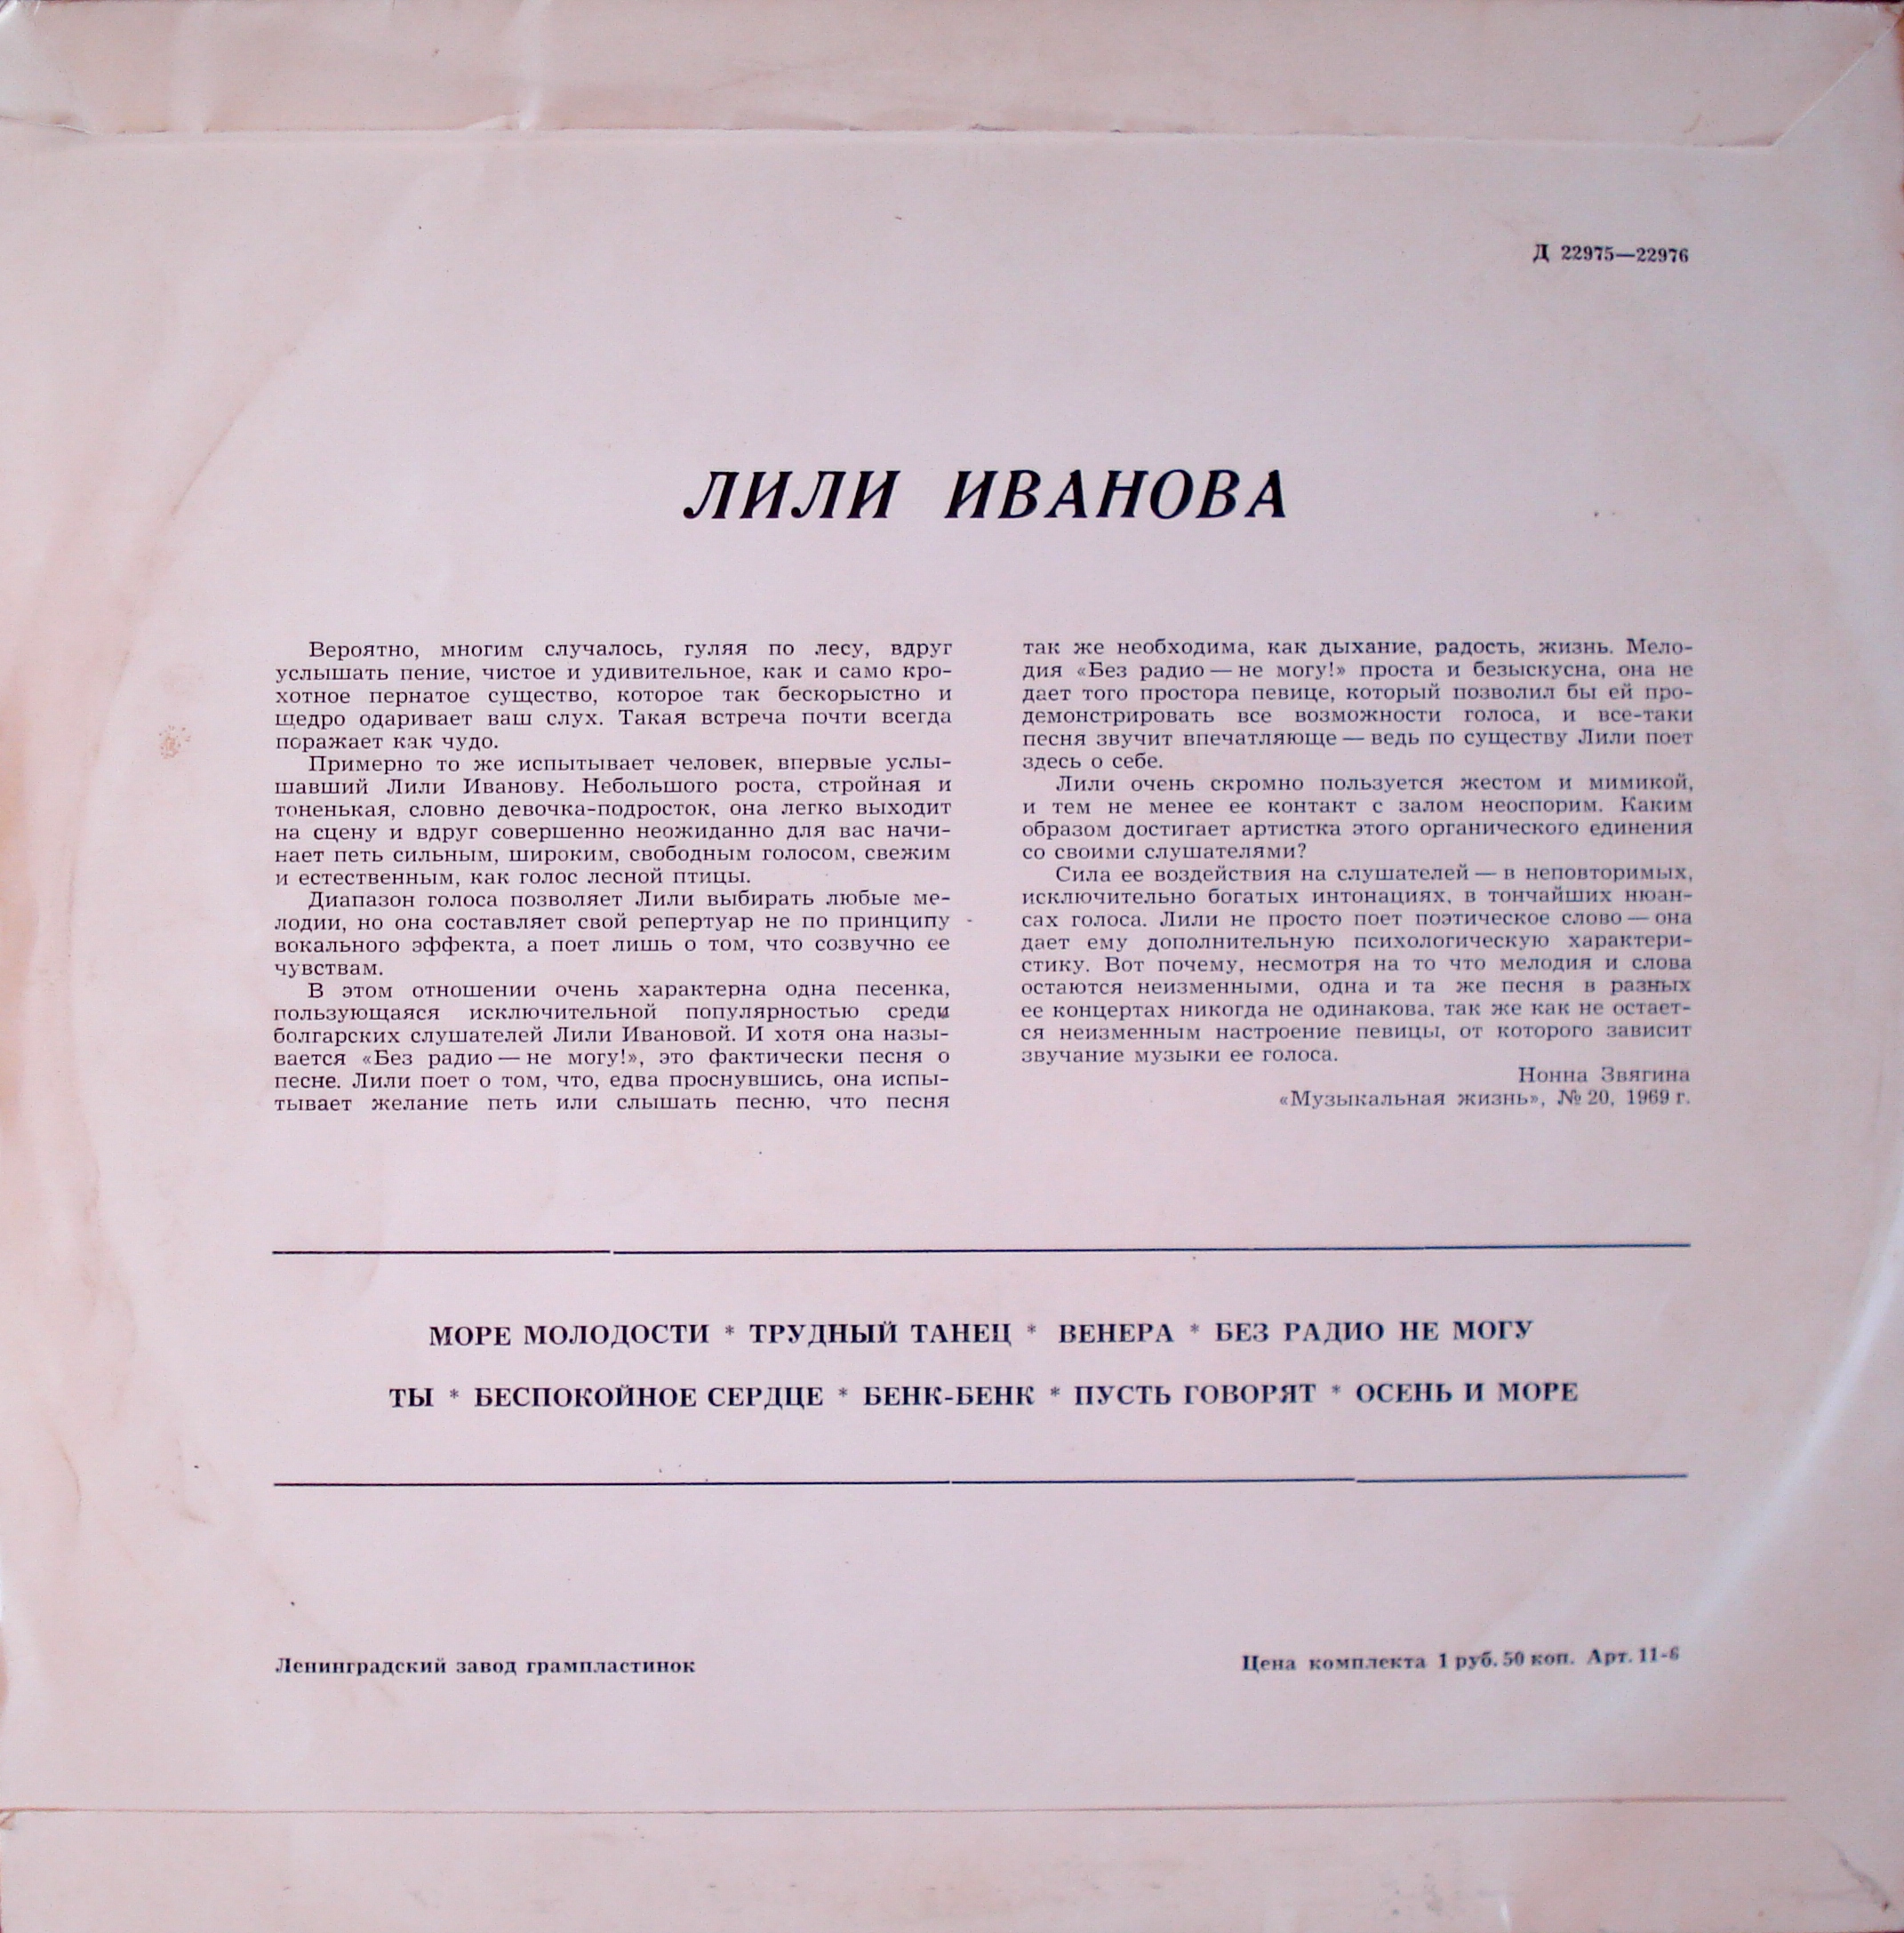 Д 22975—22976
ЛИЛИ ИВАНОВА
Вероятно, многим случалось, гуляя по лесу, вдруг
услышать пение, чистое и удивительное, как и само кро-
хотное пернатое существо, которое так бескорыстно и
щедро одаривает ваш слух. Такая встреча почти всегда
поражает как чудо.
Примерно то же испытывает человек, впервые услы-
шавший Лили Иванову. Небольшого роста, стройная и
тоненькая, словно девочка-подросток, она легко выходит
на сцену и вдруг совершенно неожиданно для вас начи-
нает петь сильным, широким, свободным голосом, свежим
и естественным, как голос лесной птицы.
Диапазон голоса позволяет Лили выбирать любые ме-
лодии, но она составляет свой репертуар не по принципу
вокального эффекта, а поет лишь о том, что созвучно ее
чувствам.
В этом отношении очень характерна одна песенка,
пользующаяся исключительной популярностью среди
болгарских слушателей Лили Ивановой. И хотя она назы-
вается «Без радио — не могу!», это фактически песня о
песне. Лили поет о том, что, едва проснувшись, она испы-
тывает желание петь или слышать песню, что песня
так же необходима, как дыхание, радость, жизнь. Мело-
дия «Без радио — не могу!» проста и безыскусна, она не
дает того простора певице, который позволил бы ей про-
демонстрировать все возможности голоса, и все-таки
песня звучит впечатляюще — ведь по существу Лили поет
здесь о себе.
Лили очень скромно пользуется жестом и мимикой,
и тем не менее ее контакт с залом неоспорим. Каким
образом достигает артистка этого органического единения
со своими слушателями?
Сила ее воздействия на слушателей — в неповторимых,
исключительно богатых интонациях, в тончайших нюан-
сах голоса. Лили не просто поет поэтическое слово — она
дает ему дополнительную психологическую характери-
стику. Вот почему, несмотря на то что мелодия и слова
остаются неизменными, одна и та же песня в разных
ее концертах никогда не одинакова, так же как не остает-
ся неизменным настроение певицы, от которого зависит
звучание музыки ее голоса.
Нонна Звягина
«Музыкальная жизнь», № 20, 1969 г.
МОРЕ МОЛОДОСТИ * ТРУДНЫЙ ТАНЕЦ * ВЕНЕРА * БЕЗ РАДИО НЕ МОГУ
ТЫ * БЕСПОКОЙНОЕ СЕРДЦЕ * БЕНК-БЕНК * ПУСТЬ ГОВОРЯТ * ОСЕНЬ И МОРЕ
Ленинградский завод грампластинок
Цена комплекта 1 руб. 50 коп. Арт. 11-6